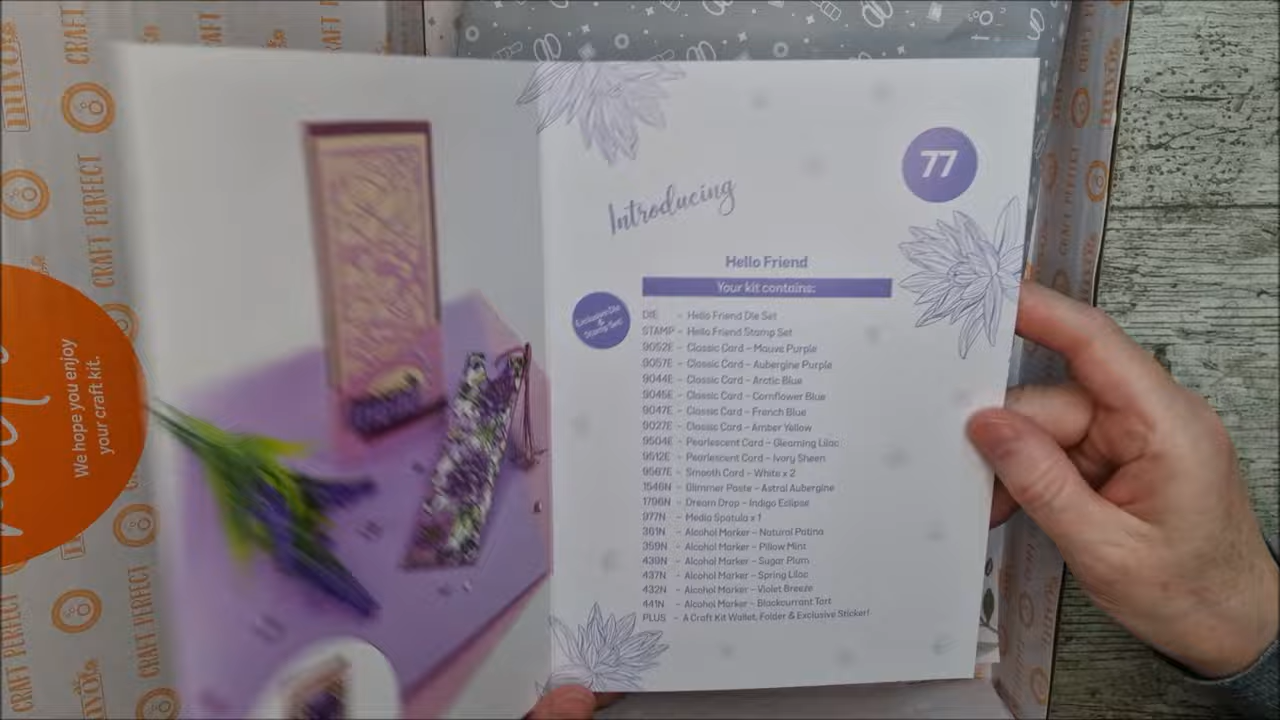 77
Introducing
Hello Friend
Your kit contains:
Exclusive Die
&
Stamp Set!
DIE - Hello Friend Die Set
STAMP - Hello Friend Stamp Set
9052E - Classic Card - Mauve Purple
9057E - Classic Card - Aubergine Purple
9044E - Classic Card - Arctic Blue
9045E - Classic Card - Cornflower Blue
9047E - Classic Card - French Blue
9027E - Classic Card - Amber Yellow
9504E - Pearlescent Card - Gleaming Lilac
9512E - Pearlescent Card - Ivory Sheen
9567E - Smooth Card - White x 2
1546N - Glimmer Paste - Astral Aubergine
1796N - Dream Drop - Indigo Eclipse
977N - Media Spatula x 1
361N - Alcohol Marker - Natural Patina
359N - Alcohol Marker - Pillow Mint
439N - Alcohol Marker - Sugar Plum
437N - Alcohol Marker - Spring Lilac
432N - Alcohol Marker - Violet Breeze
441N - Alcohol Marker - Blackcurrant Tart
PLUS - A Craft Kit Wallet, Folder & Exclusive Sticker!
We hope you enjoy
your craft kit.
CRAFT PERFECT
nuvo
CRAFT PERFECT
CRAFT PERFECT
CRAFT PERFECT
CRAFT PERFECT